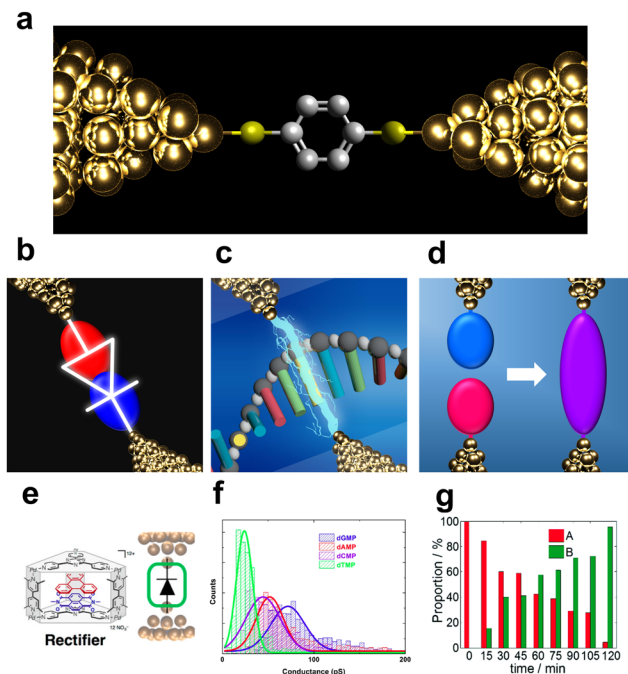 a
b
c
d
e
f
g
Rectifier
12 NO₃⁻
Counts
dGMP
dAMP
dCMP
dTMP
0
100
200
Conductance (pS)
Proportion / %
100
80
60
40
20
0
A
B
0 15 30 45 60 75 90 105 120
time / min